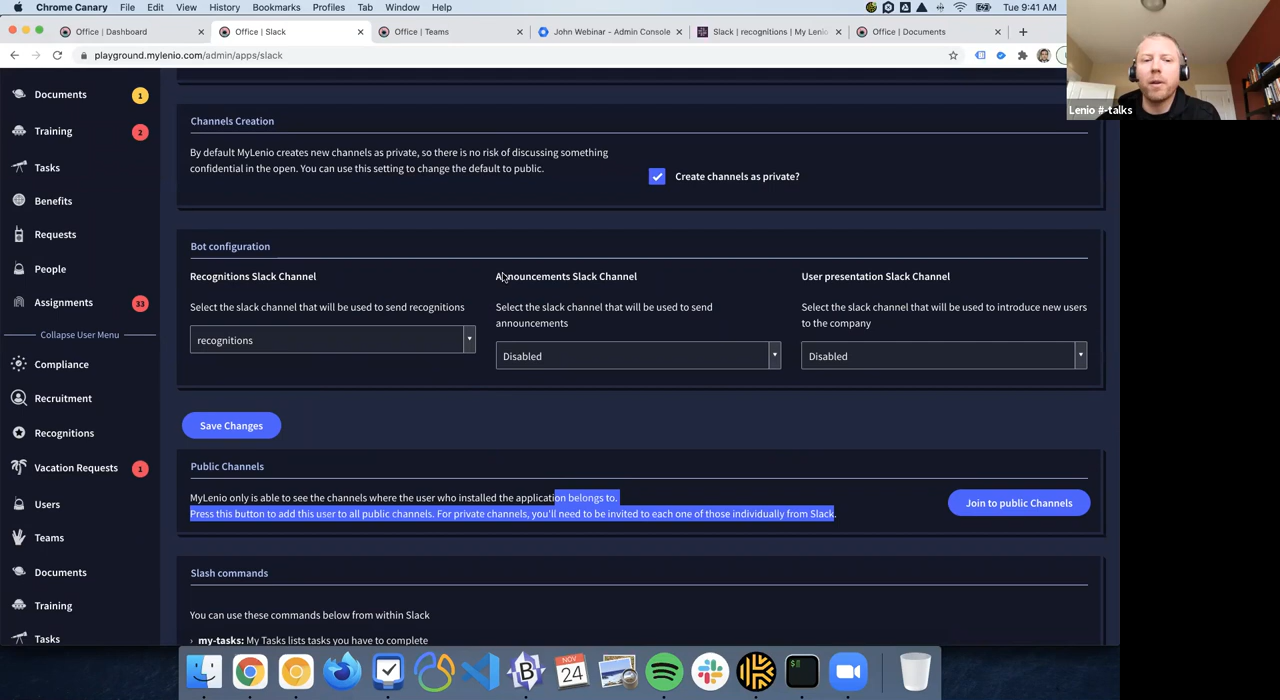 Chrome Canary File Edit View History Bookmarks Profiles Tab Window Help Tue 9:41 AM
Office | Dashboard Office | Slack Office | Teams John Webinar - Admin Console Slack | recognitions | My Lenio Office | Documents
playground.mylenio.com/admin/apps/slack
Lenio #-talks
Documents 1
Training 2
Tasks
Benefits
Requests
People
Assignments 33
Collapse User Menu
Compliance
Recruitment
Recognitions
Vacation Requests 1
Users
Teams
Documents
Training
Tasks
Channels Creation
By default MyLenio creates new channels as private, so there is no risk of discussing something
confidential in the open. You can use this setting to change the default to public.
Create channels as private?
Bot configuration
Recognitions Slack Channel
Select the slack channel that will be used to send recognitions
recognitions
Announcements Slack Channel
Select the slack channel that will be used to send
announcements
Disabled
User presentation Slack Channel
Select the slack channel that will be used to introduce new users
to the company
Disabled
Save Changes
Public Channels
MyLenio only is able to see the channels where the user who installed the application belongs to.
Press this button to add this user to all public channels. For private channels, you'll need to be invited to each one of those individually from Slack.
Join to public Channels
Slash commands
You can use these commands below from within Slack
› my-tasks: My Tasks lists tasks you have to complete
NOV
24